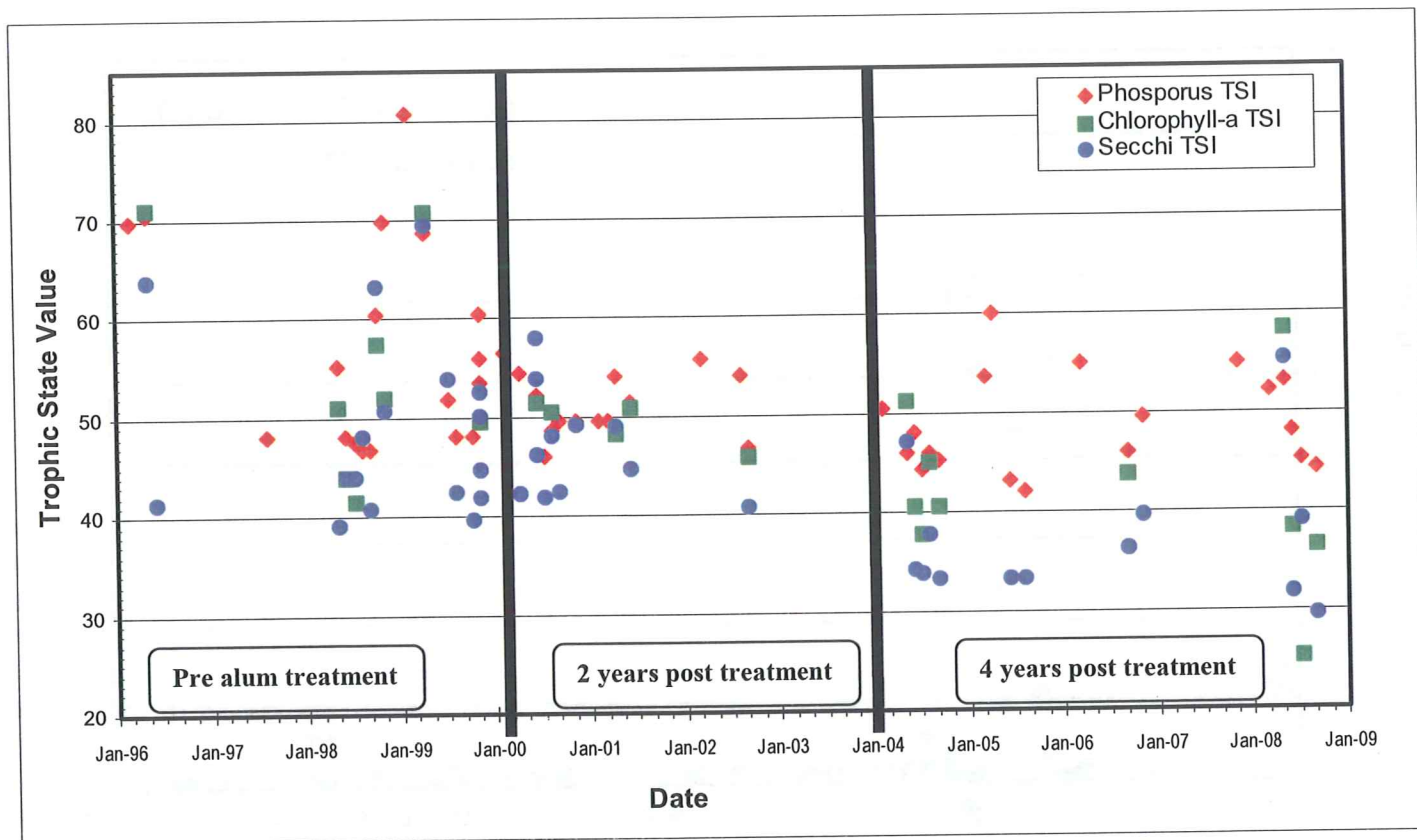 Phosporus TSI
Chlorophyll-a TSI
Secchi TSI
Trophic State Value
80
70
60
50
40
30
20
Pre alum treatment
2 years post treatment
4 years post treatment
Jan-96 Jan-97 Jan-98 Jan-99 Jan-00 Jan-01 Jan-02 Jan-03 Jan-04 Jan-05 Jan-06 Jan-07 Jan-08 Jan-09
Date